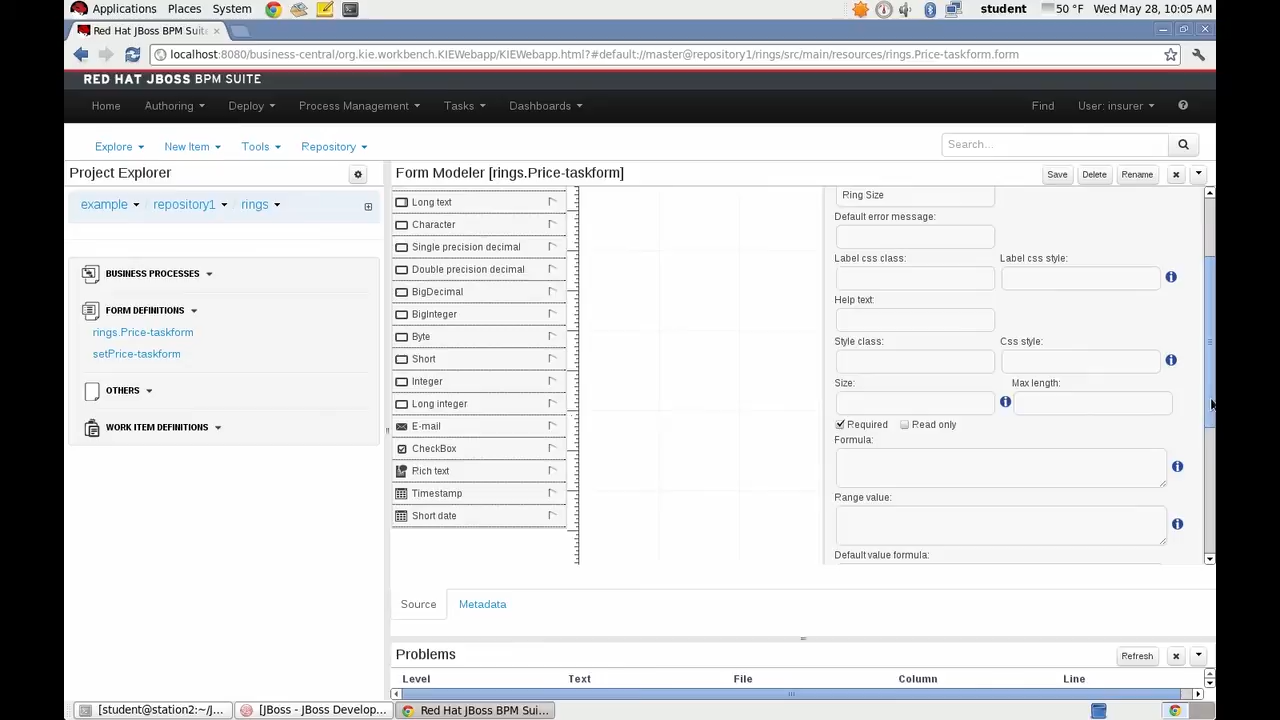 Applications Places System student 50 °F Wed May 28, 10:05 AM
Red Hat JBoss BPM Suit
localhost:8080/business-central/org.kie.workbench.KIEWebapp/KIEWebapp.html?#default://master@repository1/rings/src/main/resources/rings.Price-taskform.form
RED HAT JBOSS BPM SUITE
Home Authoring Deploy Process Management Tasks Dashboards Find User: insurer
Explore New Item Tools Repository Search...
Project Explorer
Form Modeler [rings.Price-taskform] Save Delete Rename
example repository1 rings
BUSINESS PROCESSES
FORM DEFINITIONS
rings.Price-taskform
setPrice-taskform
OTHERS
WORK ITEM DEFINITIONS
Long text
Character
Single precision decimal
Double precision decimal
BigDecimal
BigInteger
Byte
Short
Integer
Long integer
E-mail
CheckBox
Rich text
Timestamp
Short date
Ring Size
Default error message:
Label css class: Label css style:
Help text:
Style class: Css style:
Size: Max length:
Required Read only
Formula:
Range value:
Default value formula:
Source Metadata
Problems Refresh
Level Text File Column Line
[student@station2:~/j... [JBoss - JBoss Develop... Red Hat JBoss BPM Sui...